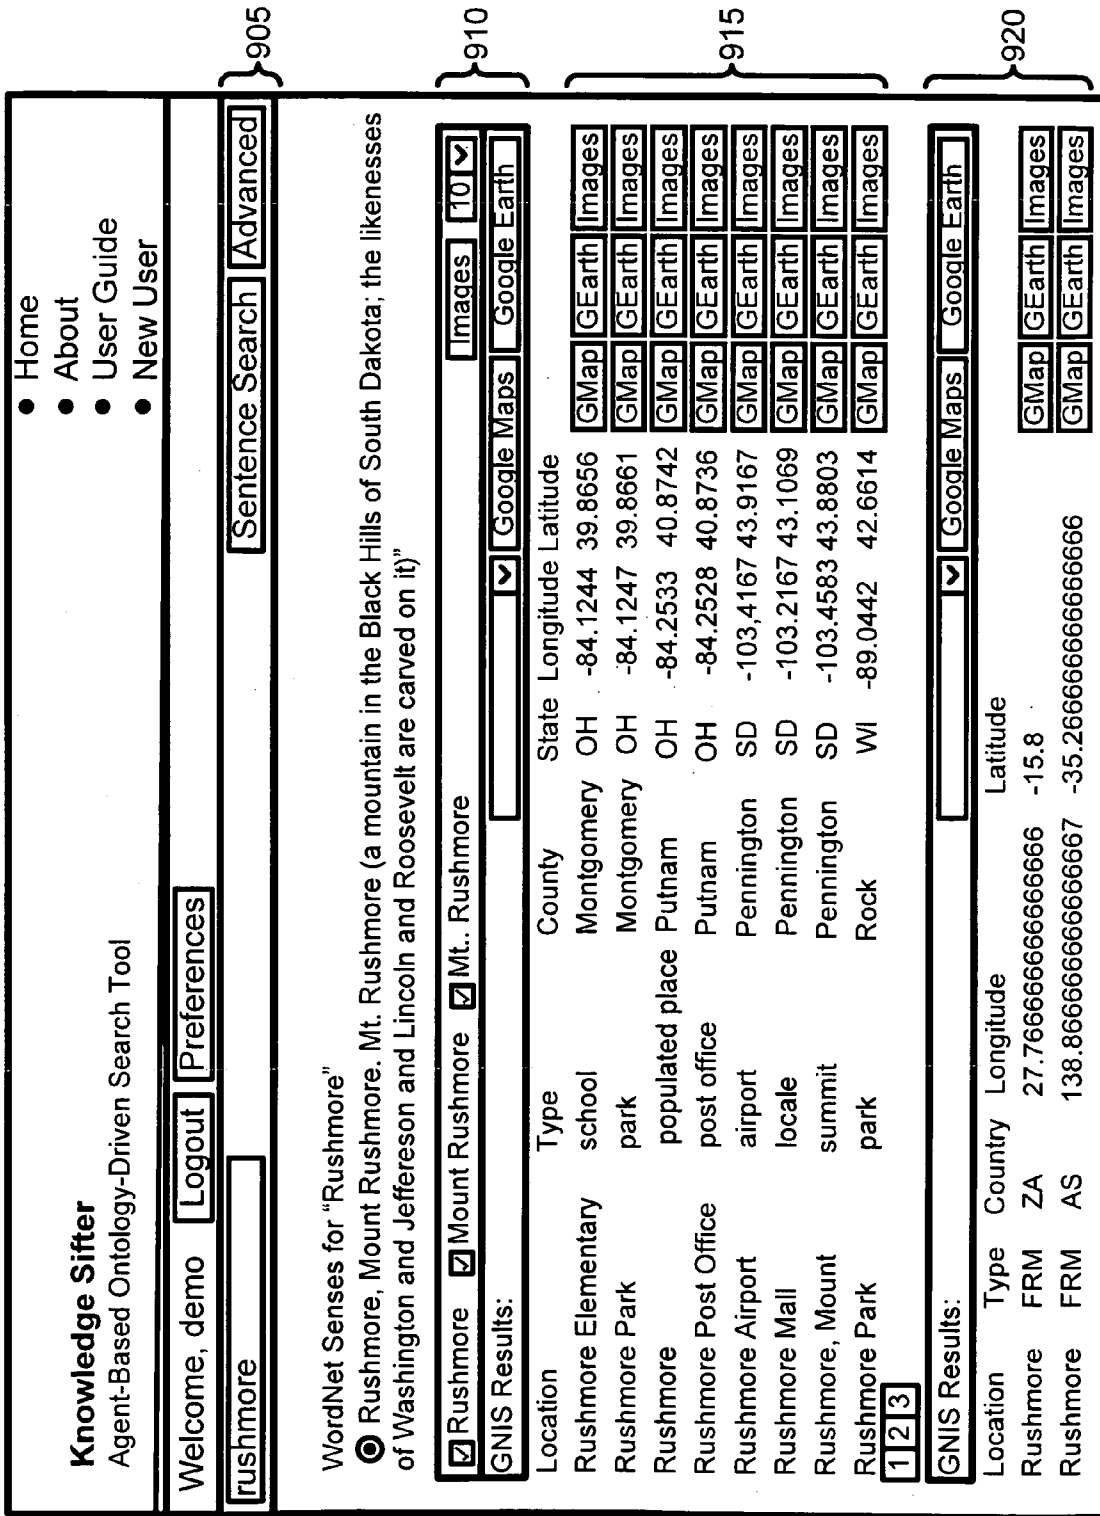 Home
About
User Guide
New User
Knowledge Sifter
Agent-Based Ontology-Driven Search Tool
Welcome, demo Logout Preferences
rushmore Sentence Search Advanced 905
WordNet Senses for “Rushmore”
Rushmore, Mount Rushmore. Mt. Rushmore (a mountain in the Black Hills of South Dakota; the likenesses
of Washington and Jeffereson and Lincoln and Roosevelt are carved on it)”
Rushmore Mount Rushmore Mt.. Rushmore Images 10 910
GNIS Results: Google Maps Google Earth
Location Type County State Longitude Latitude
Rushmore Elementary school Montgomery OH -84.1244 39.8656 GMap GEarth Images
Rushmore Park park Montgomery OH -84.1247 39.8661 GMap GEarth Images
Rushmore populated place Putnam OH -84.2533 40.8742 GMap GEarth Images
Rushmore Post Office post office Putnam OH -84.2528 40.8736 GMap GEarth Images
915
Rushmore Airport airport Pennington SD -103,4167 43.9167 GMap GEarth Images
Rushmore Mall locale Pennington SD -103.2167 43.1069 GMap GEarth Images
Rushmore, Mount summit Pennington SD -103.4583 43.8803 GMap GEarth Images
Rushmore Park park Rock WI -89.0442 42.6614 GMap GEarth Images
1 2 3
GNIS Results: Google Maps Google Earth
Location Type Country Longitude Latitude
920
Rushmore FRM ZA 27.766666666666666 -15.8 GMap GEarth Images
Rushmore FRM AS 138.86666666666667 -35.266666666666666 GMap GEarth Images